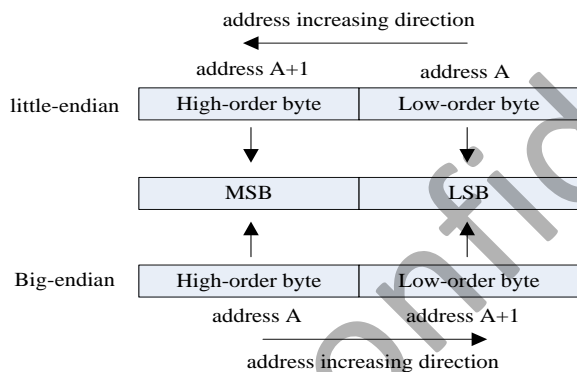 address increasing direction
address A+1 address A
little-endian High-order byte Low-order byte
MSB LSB
Big-endian High-order byte Low-order byte
address A address A+1
address increasing direction
onfid